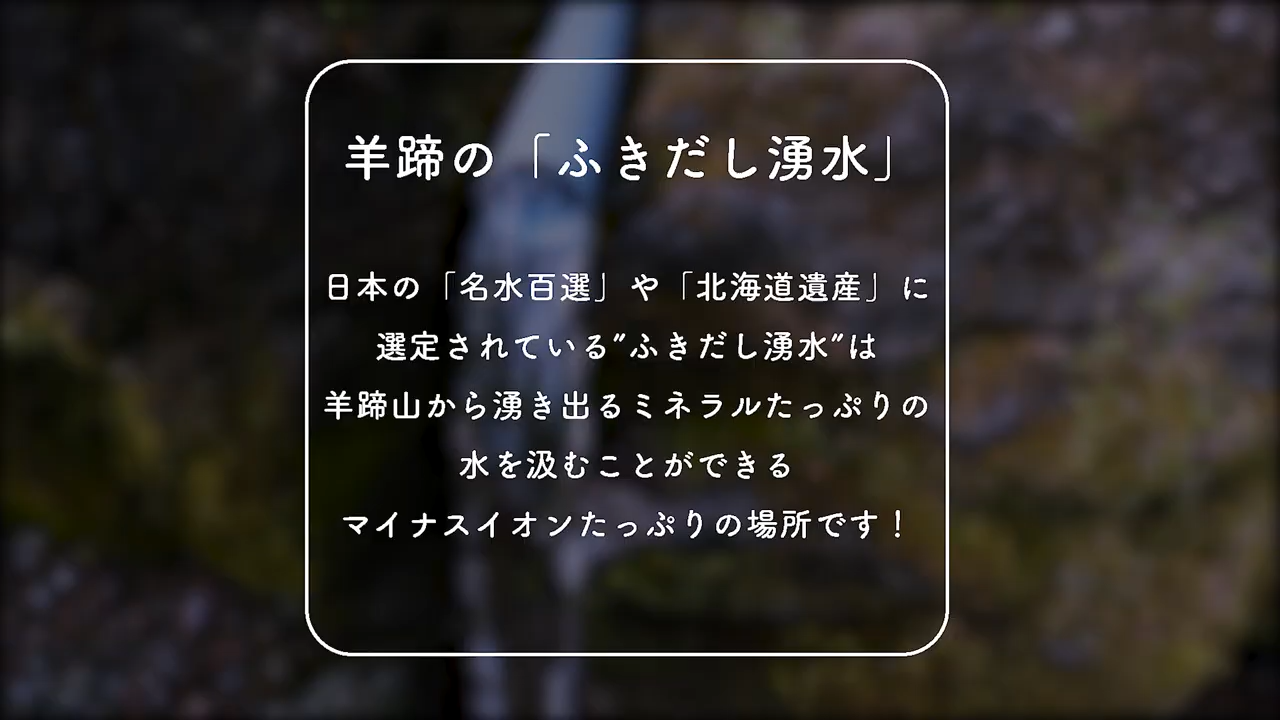 羊蹄の「ふきだし湧水」
日本の「名水百選」や「北海道遺産」に
選定されている"ふきだし湧水"は
羊蹄山から湧き出るミネラルたっぷりの
水を汲むことができる
マイナスイオンたっぷりの場所です！